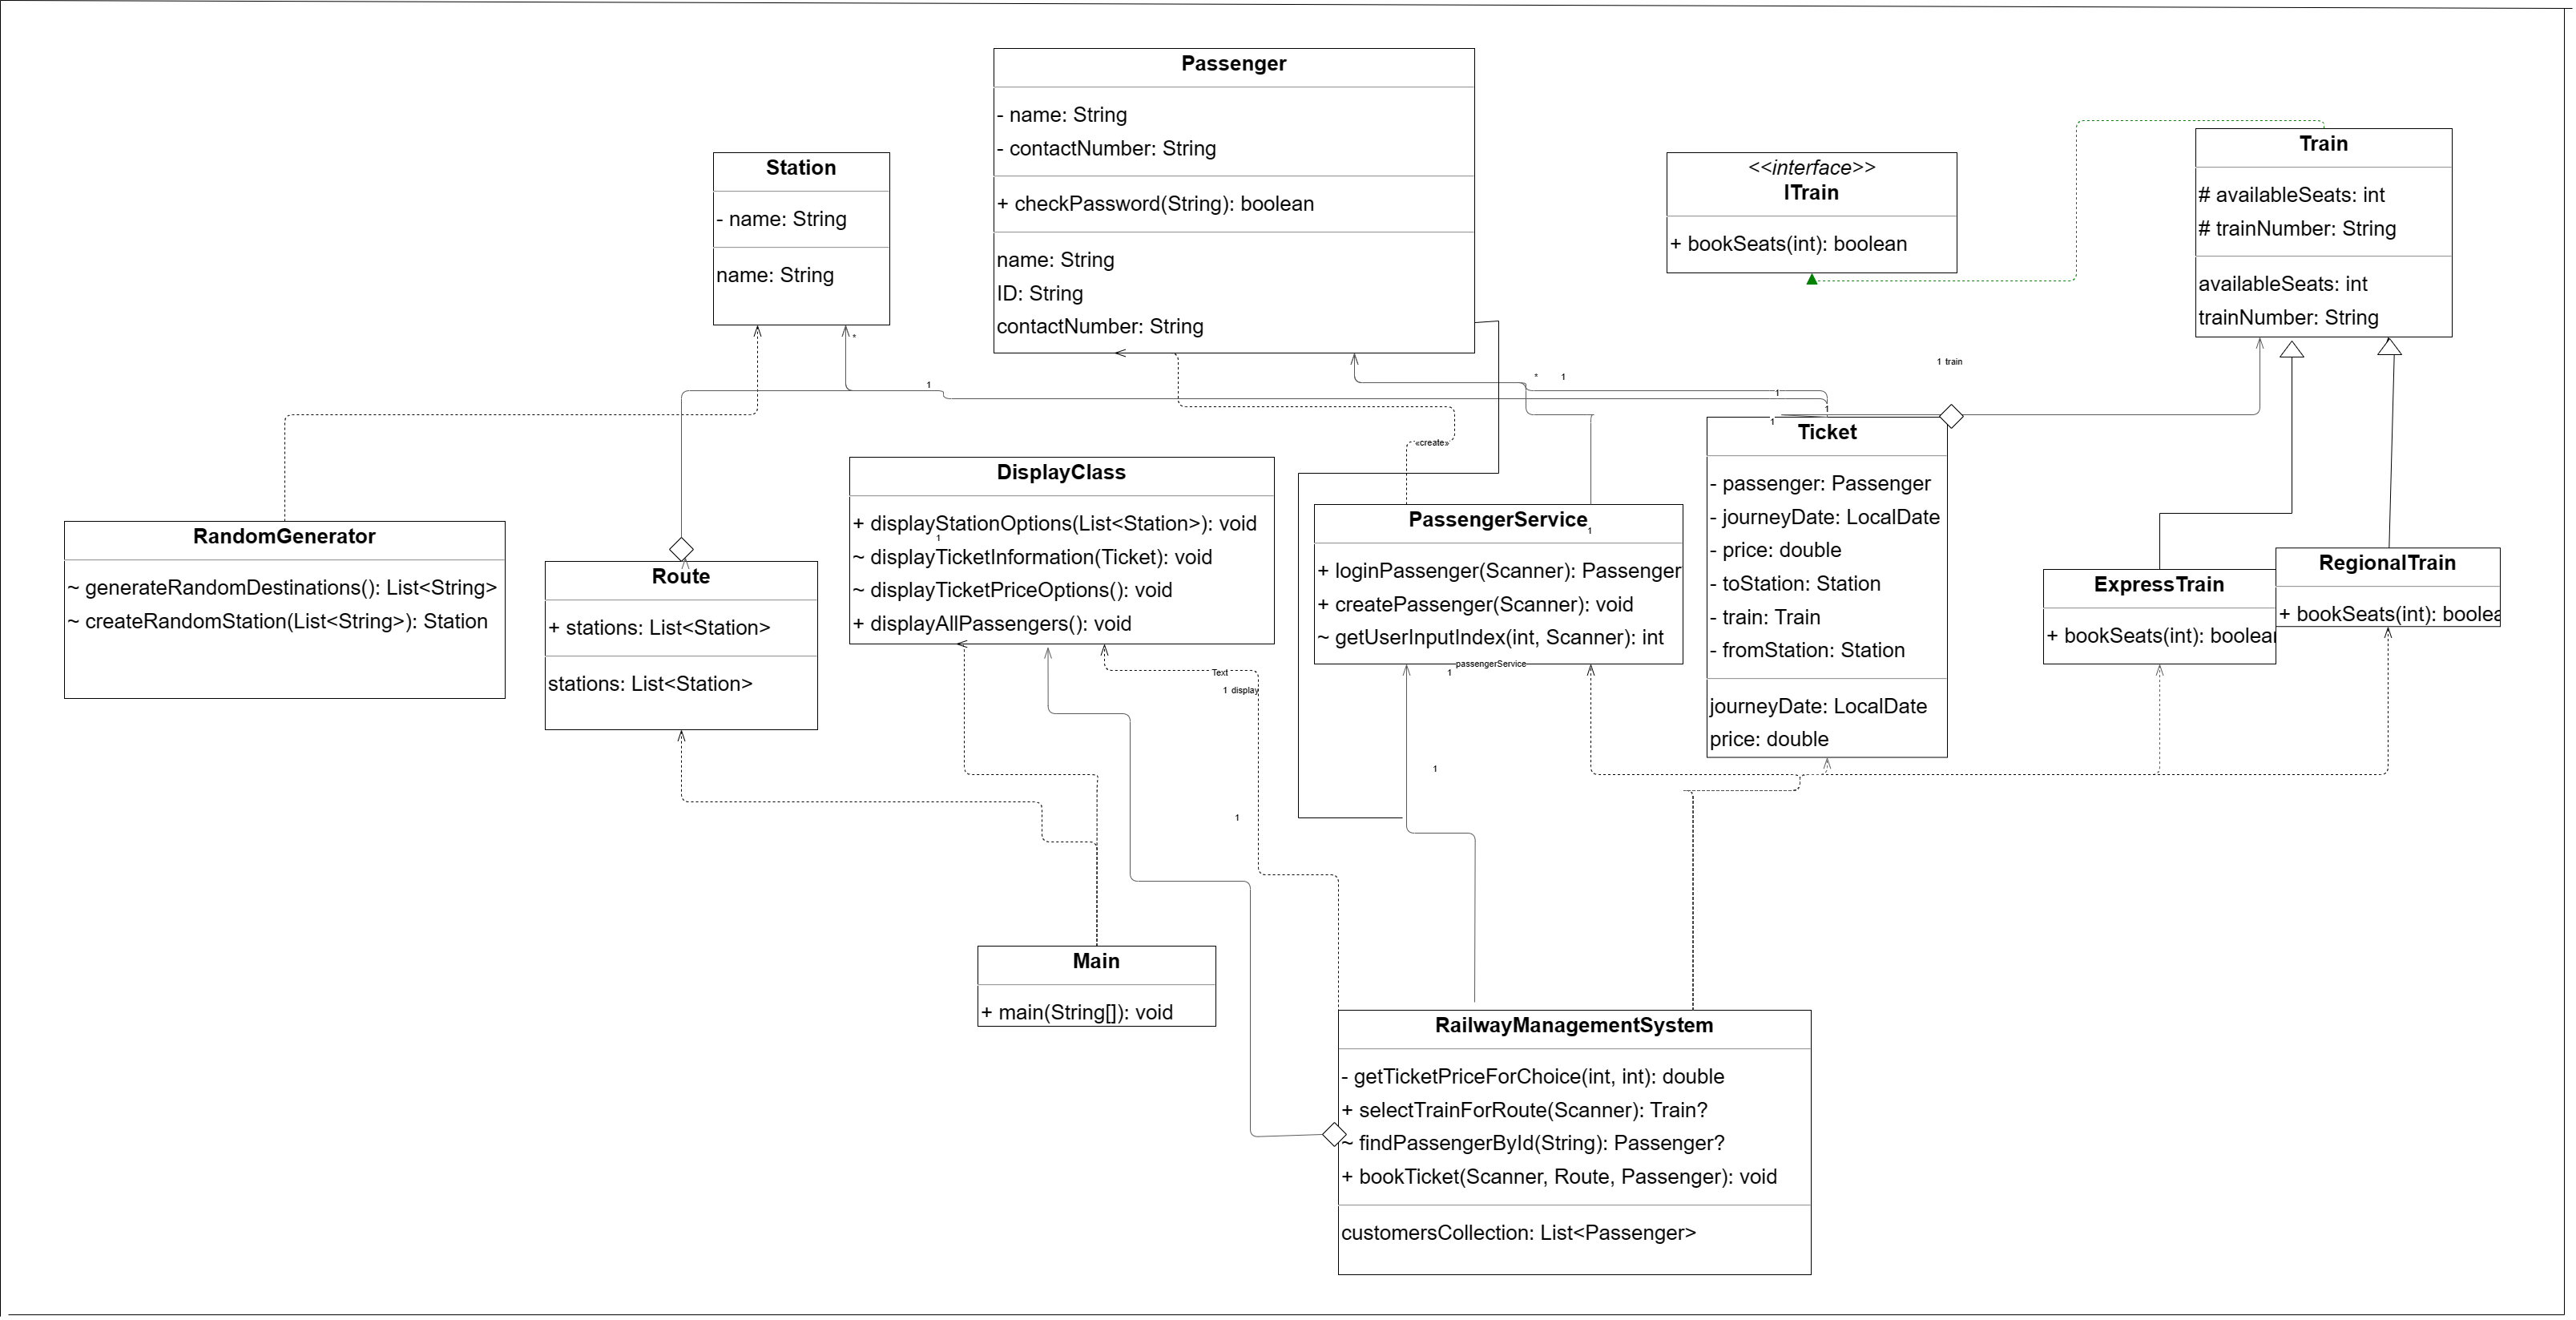 Passenger
- name: String
- contactNumber: String
+ checkPassword(String): boolean
name: String
ID: String
contactNumber: String
Station
- name: String
name: String
<<interface>>
ITrain
+ bookSeats(int): boolean
Train
# availableSeats: int
# trainNumber: String
availableSeats: int
trainNumber: String
*
1
*
1
1 train
1
1
1
«create»
Ticket
- passenger: Passenger
- journeyDate: LocalDate
- price: double
- toStation: Station
- train: Train
- fromStation: Station
journeyDate: LocalDate
price: double
DisplayClass
+ displayStationOptions(List<Station>): void
1
~ displayTicketInformation(Ticket): void
~ displayTicketPriceOptions(): void
+ displayAllPassengers(): void
PassengerService
1
+ loginPassenger(Scanner): Passenger
+ createPassenger(Scanner): void
~ getUserInputIndex(int, Scanner): int
passengerService
1
RandomGenerator
~ generateRandomDestinations(): List<String>
~ createRandomStation(List<String>): Station
Route
+ stations: List<Station>
stations: List<Station>
ExpressTrain
+ bookSeats(int): boolean
RegionalTrain
+ bookSeats(int): boolea
Text
1 display
1
1
Main
+ main(String[]): void
RailwayManagementSystem
- getTicketPriceForChoice(int, int): double
+ selectTrainForRoute(Scanner): Train?
~ findPassengerById(String): Passenger?
+ bookTicket(Scanner, Route, Passenger): void
customersCollection: List<Passenger>